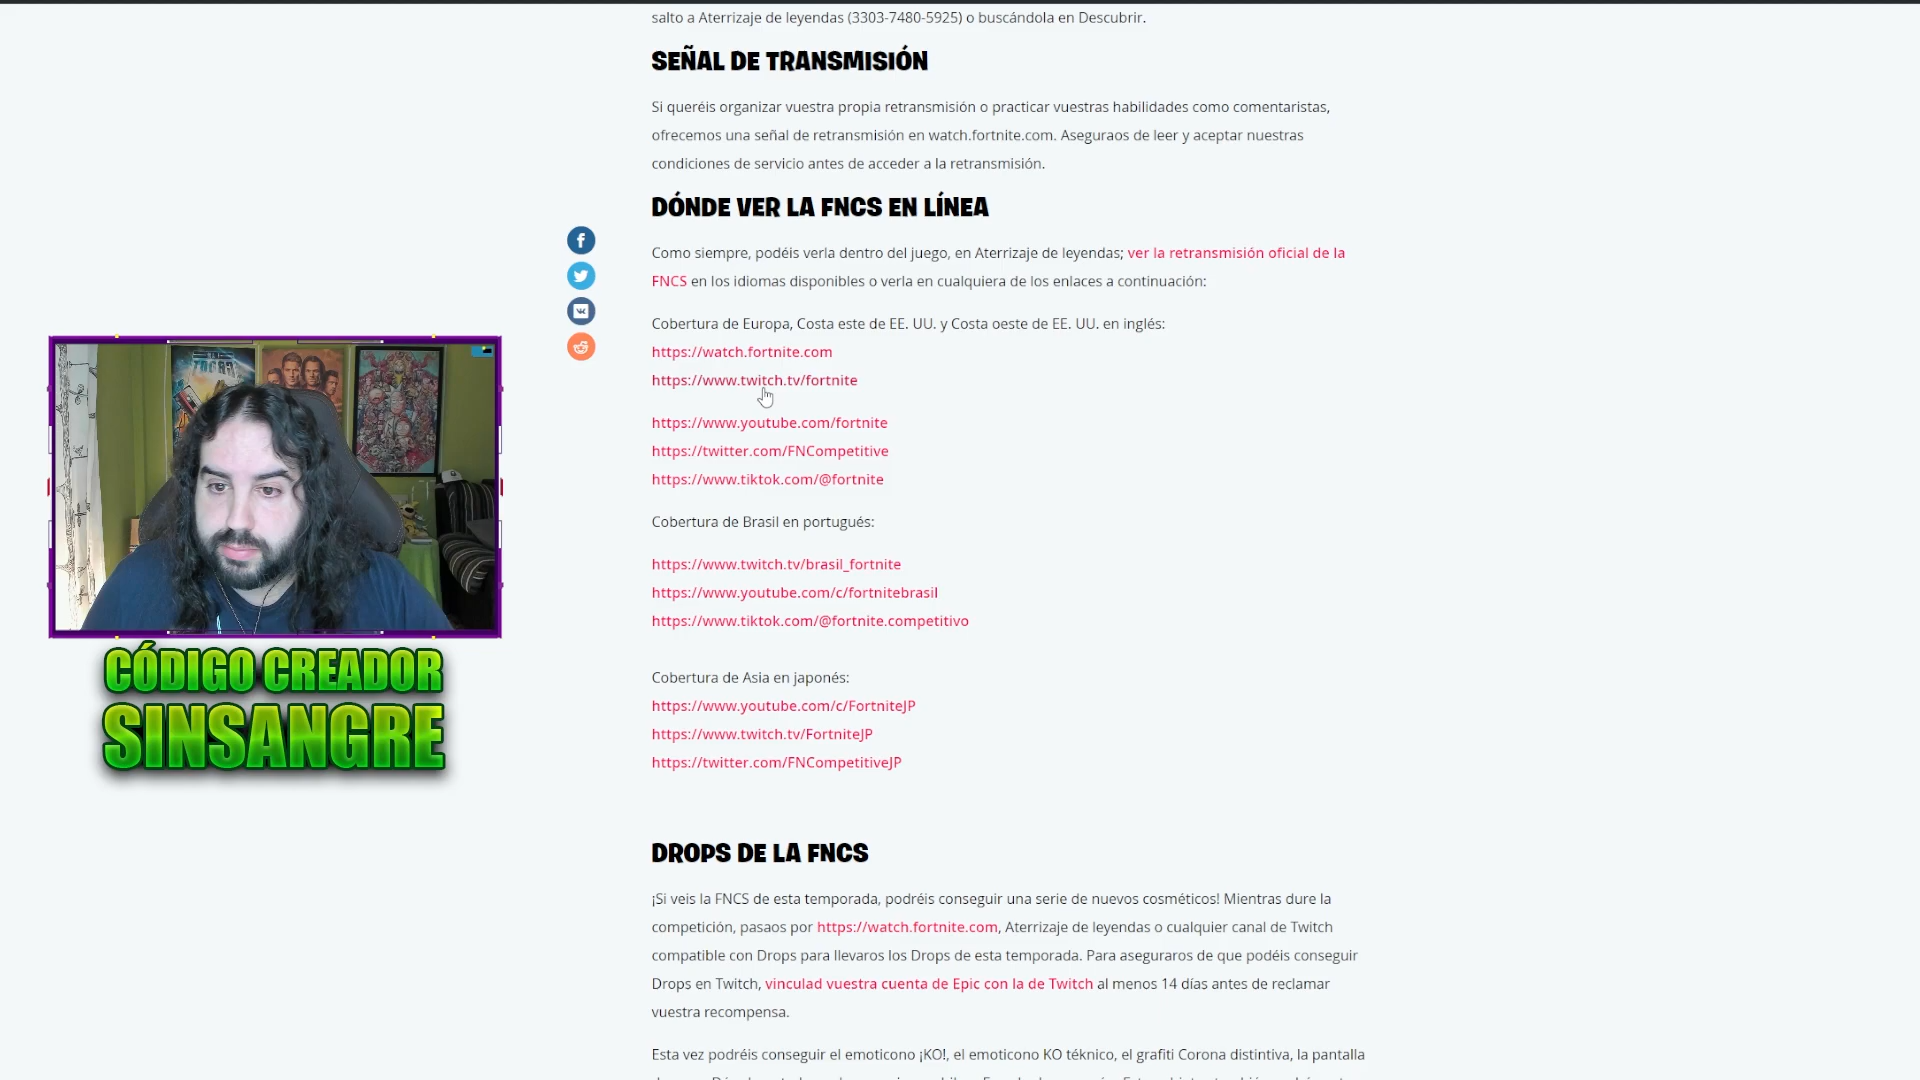 salto a Aterrizaje de leyendas (3303-7480-5925) o buscándola en Descubrir.
SEÑAL DE TRANSMISIÓN
Si queréis organizar vuestra propia retransmisión o practicar vuestras habilidades como comentaristas,
ofrecemos una señal de retransmisión en watch.fortnite.com. Aseguraos de leer y aceptar nuestras
condiciones de servicio antes de acceder a la retransmisión.
DÓNDE VER LA FNCS EN LÍNEA
Como siempre, podéis verla dentro del juego, en Aterrizaje de leyendas; ver la retransmisión oficial de la
FNCS en los idiomas disponibles o verla en cualquiera de los enlaces a continuación:
Cobertura de Europa, Costa este de EE. UU. y Costa oeste de EE. UU. en inglés:
https://watch.fortnite.com
https://www.twitch.tv/fortnite
https://www.youtube.com/fortnite
https://twitter.com/FNCompetitive
https://www.tiktok.com/@fortnite
Cobertura de Brasil en portugués:
https://www.twitch.tv/brasil_fortnite
https://www.youtube.com/c/fortnitebrasil
https://www.tiktok.com/@fortnite.competitivo
Cobertura de Asia en japonés:
https://www.youtube.com/c/FortniteJP
https://www.twitch.tv/FortniteJP
https://twitter.com/FNCompetitiveJP
CÓDIGO CREADOR
SINSANGRE
DROPS DE LA FNCS
¡Si veis la FNCS de esta temporada, podréis conseguir una serie de nuevos cosméticos! Mientras dure la
competición, pasaos por https://watch.fortnite.com, Aterrizaje de leyendas o cualquier canal de Twitch
compatible con Drops para llevaros los Drops de esta temporada. Para aseguraros de que podéis conseguir
Drops en Twitch, vinculad vuestra cuenta de Epic con la de Twitch al menos 14 días antes de reclamar
vuestra recompensa.
Esta vez podréis conseguir el emoticono ¡KO!, el emoticono KO téknico, el grafiti Corona distintiva, la pantalla